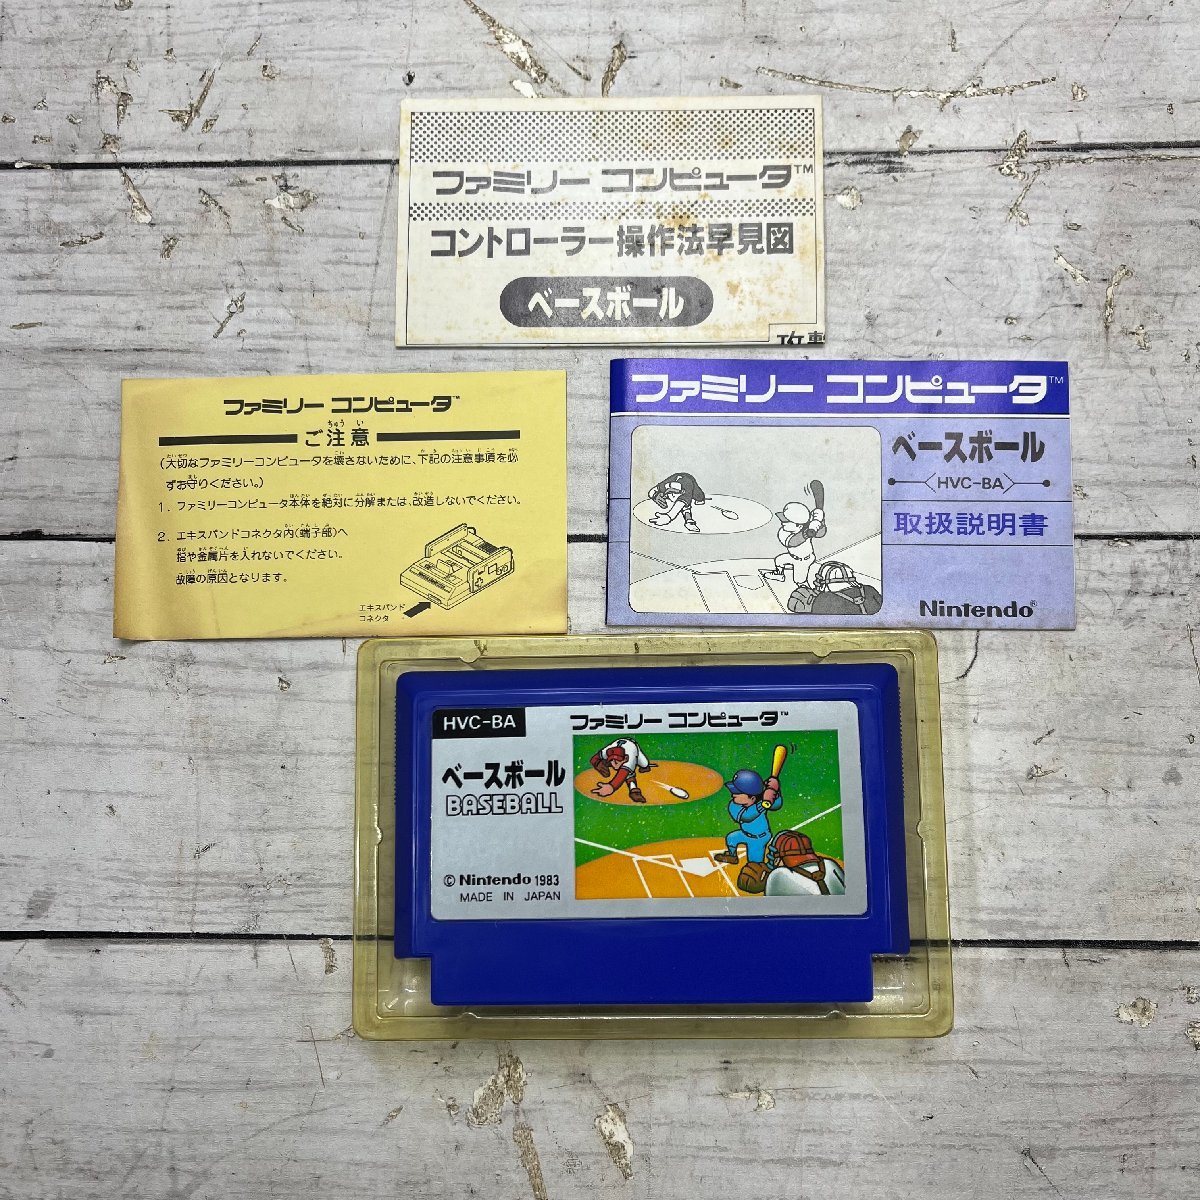 ファミリー コンピュータ™
コントローラー操作法早見図
ベースボール
ファミリー コンピュータ™
ご注意
ちゅう い
(大切なファミリーコンピュータを壊さないために、下記の注意事項を必
ずお守りください。)
1. ファミリーコンピュータ本体を絶対に分解または、改造しないでください。
2. エキスパンドコネクタ内(端子部)へ
指や金属片を入れないでください。
故障の原因となります。
エキスパンド
コネクタ
ファミリー コンピュータ™
ベースボール
HVC-BA
取扱説明書
Nintendo®
HVC-BA
ファミリー コンピュータ™
ベースボール
BASEBALL
© Nintendo 1983
MADE IN JAPAN